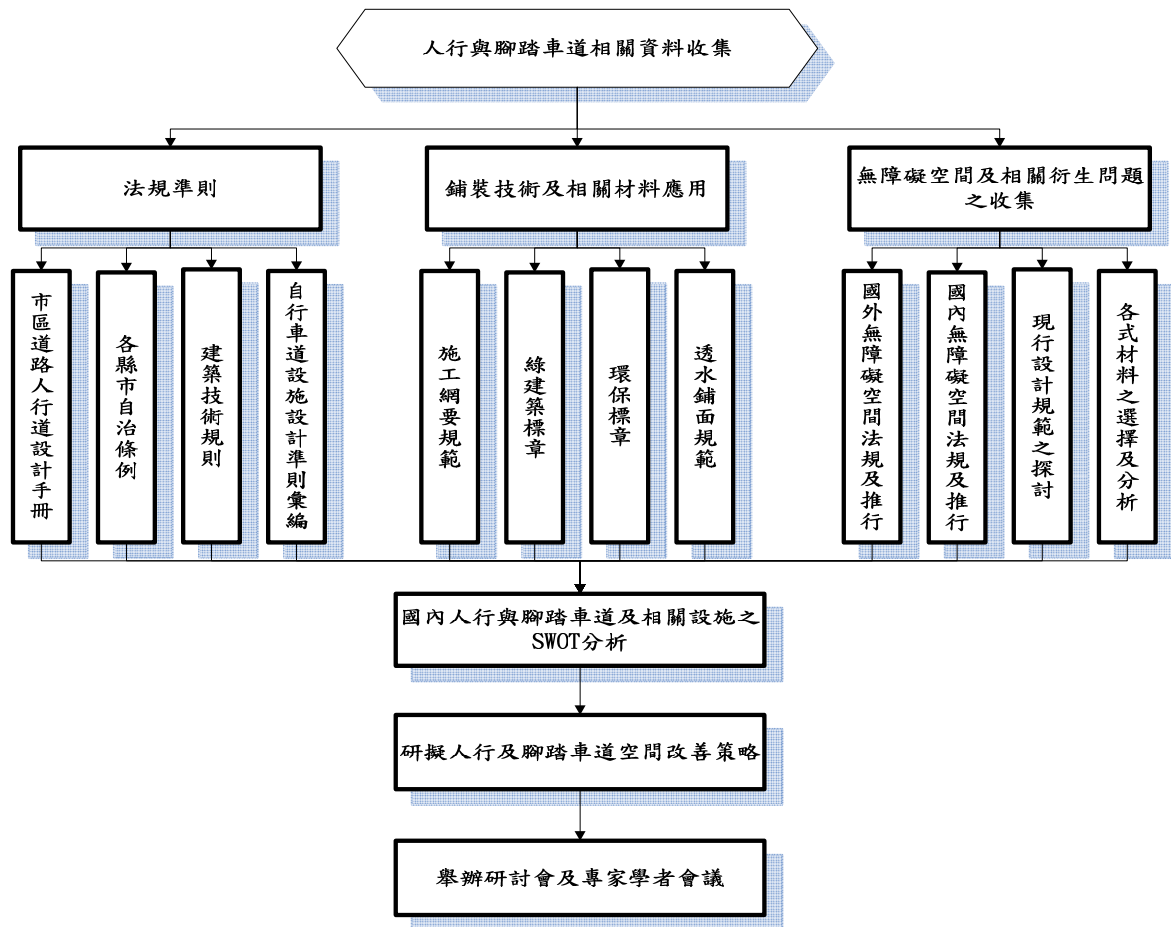 人行與腳踏車道相關資料收集
法規準則
鋪裝技術及相關材料應用
無障礙空間及相關衍生問題
之收集
市區道路人行道設計手冊
各縣市自治條例
建築技術規則
自行車道設施設計準則彙編
施工網要規範
綠建築標章
環保標章
透水鋪面規範
國外無障礙空間法規及推行
國內無障礙空間法規及推行
現行設計規範之探討
各式材料之選擇及分析
國內人行與腳踏車道及相關設施之
SWOT分析
研擬人行及腳踏車道空間改善策略
舉辦研討會及專家學者會議